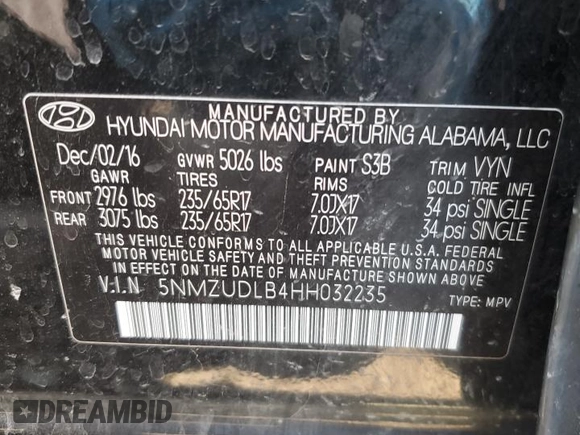 MANUFACTURED BY
HYUNDAI MOTOR MANUFACTURING ALABAMA, LLC
Dec/02/16 GVWR 5026 lbs PAINT S3B TRIM VYN
GAWR TIRES RIMS COLD TIRE INFL
FRONT 2976 lbs 235/65R17 7.0JX17 34 psi SINGLE
REAR 3075 lbs 235/65R17 7.0JX17 34 psi SINGLE
THIS VEHICLE CONFORMS TO ALL APPLICABLE U.S.A. FEDERAL
MOTOR VEHICLE SAFETY AND THEFT PREVENTION STANDARDS
IN EFFECT ON THE DATE OF MANUFACTURE SHOWN ABOVE.
V.I.N 5NMZUDLB4HH032235 TYPE: MPV
DREAMBID